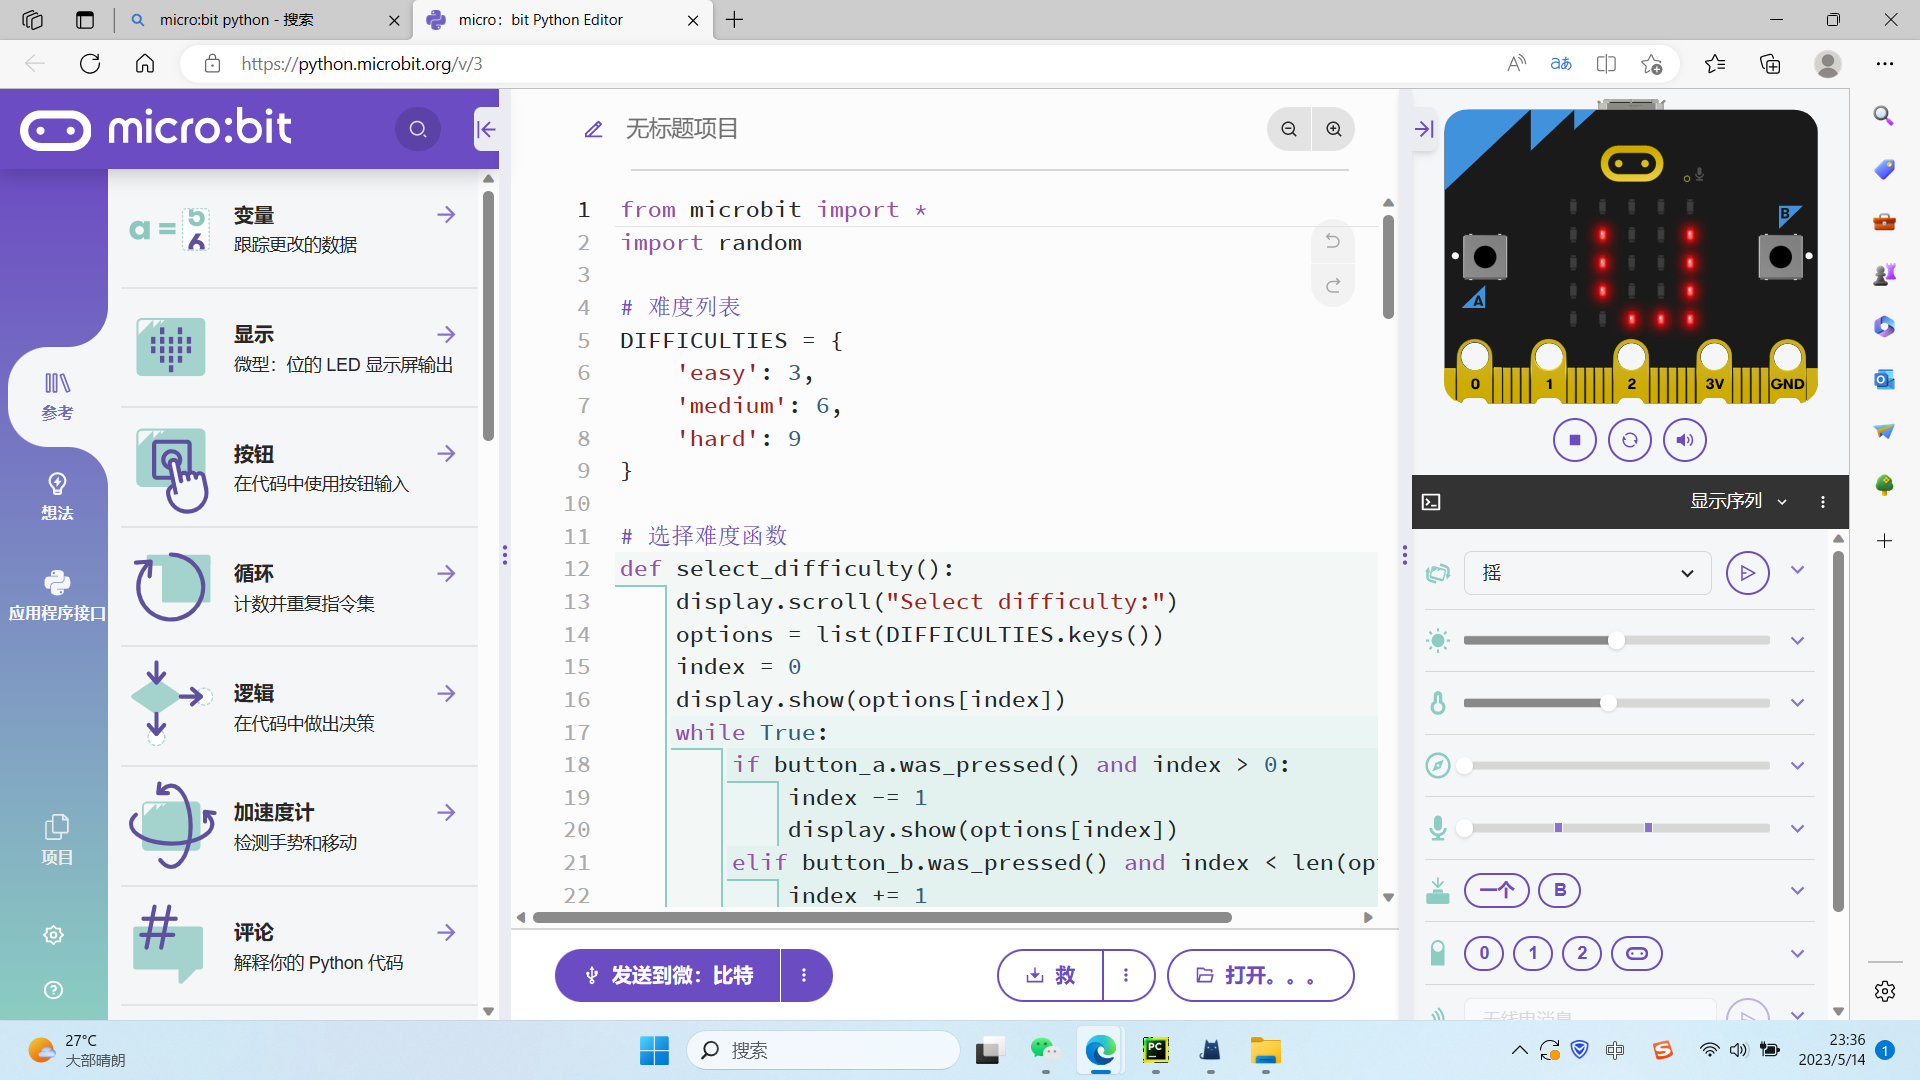 micro:bit python - 搜索
micro：bit Python Editor
https://python.microbit.org/v/3
micro:bit
无标题项目
变量
跟踪更改的数据
显示
微型：位的 LED 显示屏输出
按钮
在代码中使用按钮输入
循环
计数并重复指令集
逻辑
在代码中做出决策
加速度计
检测手势和移动
评论
解释你的 Python 代码
参考
想法
应用程序接口
项目
1 from microbit import *
2 import random
3
4 # 难度列表
5 DIFFICULTIES = {
6 'easy': 3,
7 'medium': 6,
8 'hard': 9
9 }
10
11 # 选择难度函数
12 def select_difficulty():
13 display.scroll("Select difficulty:")
14 options = list(DIFFICULTIES.keys())
15 index = 0
16 display.show(options[index])
17 while True:
18 if button_a.was_pressed() and index > 0:
19 index -= 1
20 display.show(options[index])
21 elif button_b.was_pressed() and index < len(op
22 index += 1
发送到微：比特
救
打开。。。
B
A
0 1 2 3V GND
显示序列
摇
一个 B
0 1 2
无线电消息
27°C
大部晴朗
搜索
中
23:36
2023/5/14
1